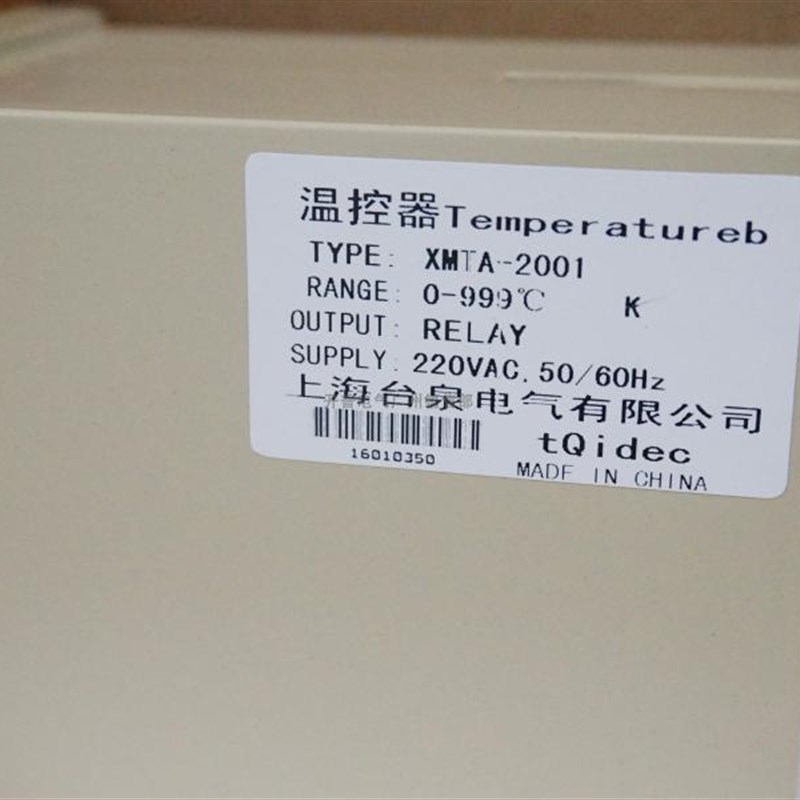 温控器Temperatureb
TYPE: XMTA-2001
RANGE: 0-999℃ K
OUTPUT: RELAY
SUPPLY: 220VAC.50/60Hz
上海台泉电气有限公司
16010350
tQidec
MADE IN CHINA